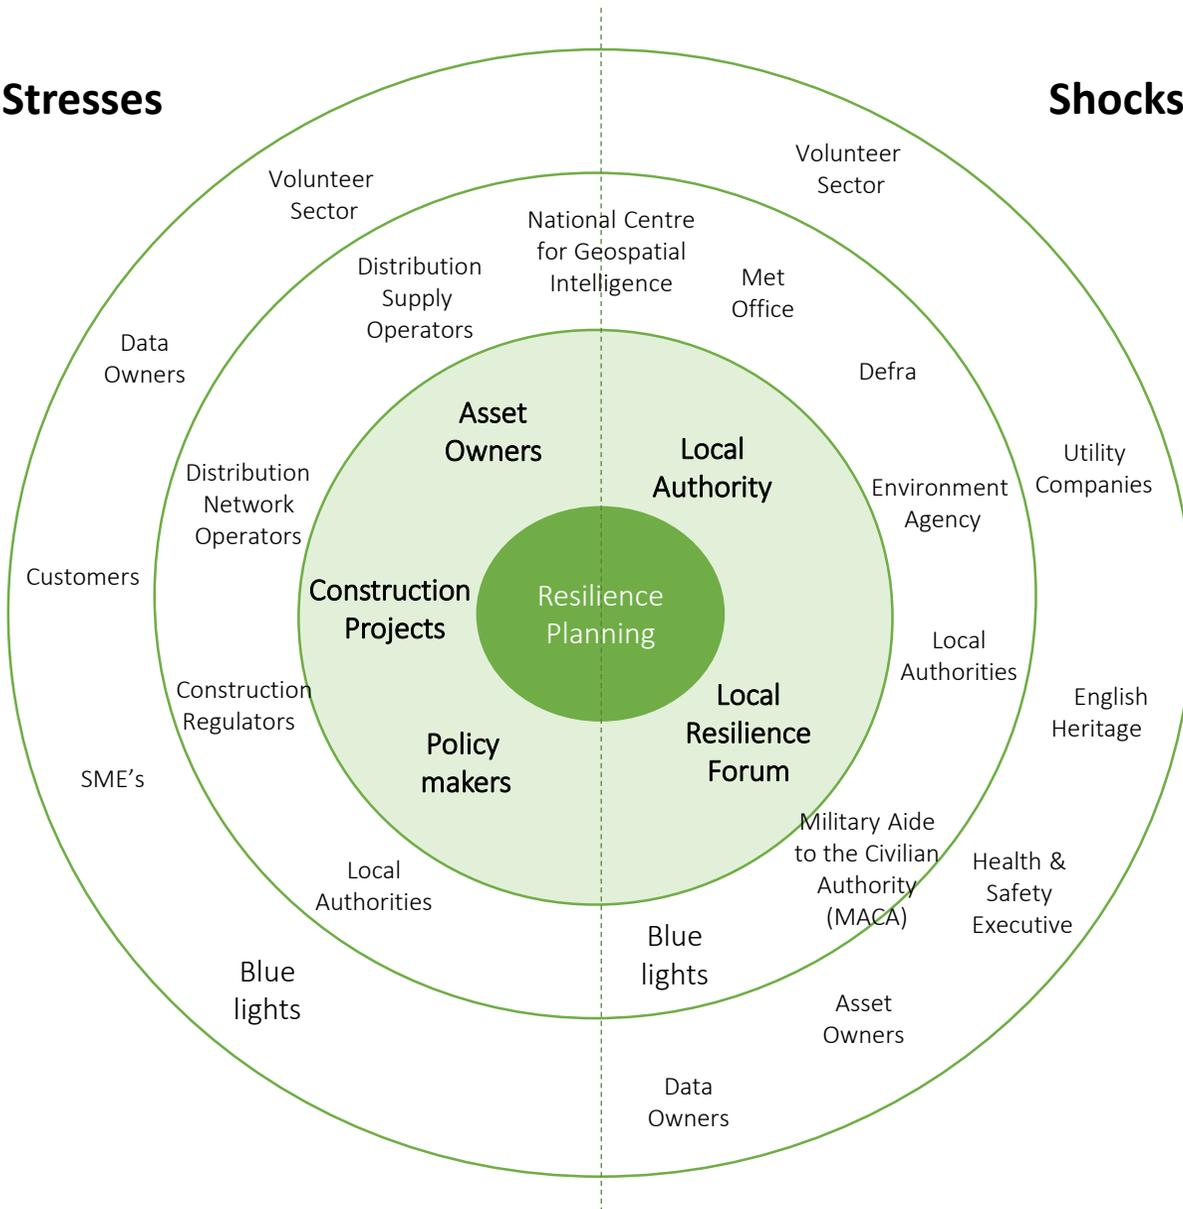 Stresses
Shocks
Volunteer
Sector
Volunteer
Sector
National Centre
for Geospatial
Intelligence
Distribution
Supply
Operators
Met
Office
Data
Owners
Defra
Asset
Owners
Local
Authority
Utility
Companies
Distribution
Network
Operators
Environment
Agency
Customers
Construction
Projects
Resilience
Planning
Local
Authorities
Construction
Regulators
Local
Resilience
Forum
English
Heritage
Policy
makers
SME’s
Military Aide
to the Civilian
Authority
(MACA)
Health &
Safety
Executive
Local
Authorities
Blue
lights
Blue
lights
Asset
Owners
Data
Owners